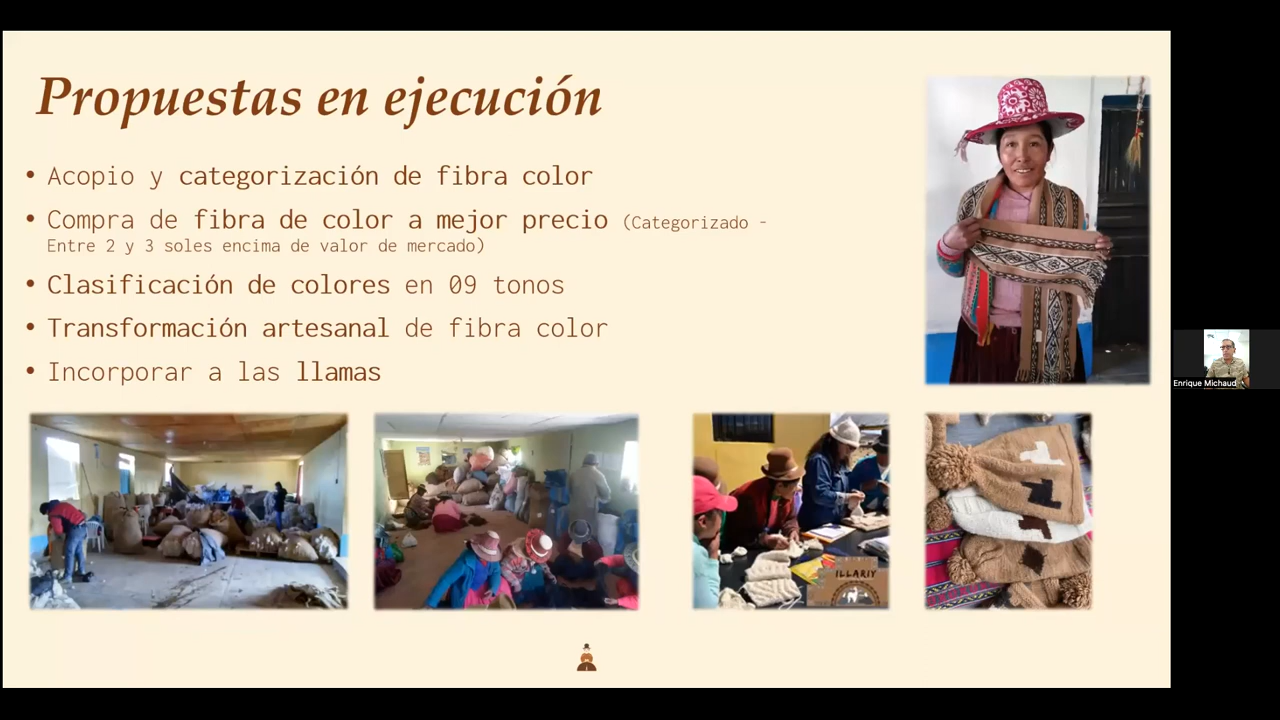 Propuestas en ejecución
• Acopio y categorización de fibra color
• Compra de fibra de color a mejor precio (Categorizado -
Entre 2 y 3 soles encima de valor de mercado)
• Clasificación de colores en 09 tonos
• Transformación artesanal de fibra color
• Incorporar a las llamas
Enrique Michaud
ILLARIY